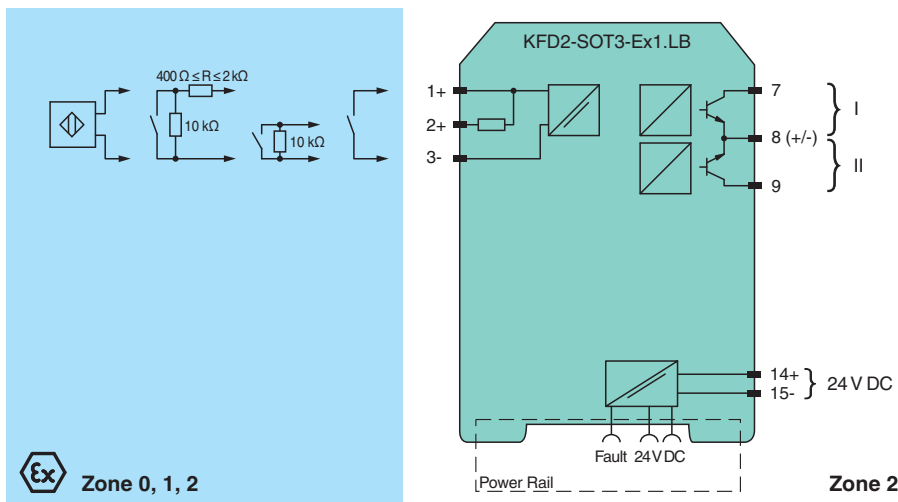 KFD2-SOT3-Ex1.LB
400 Ω ≤ R ≤ 2 kΩ
10 kΩ
10 kΩ
1+
2+
3-
7
8 (+/-)
9
I
II
14+
15-
24 V DC
Fault 24 V DC
Power Rail
Ex
Zone 0, 1, 2
Zone 2